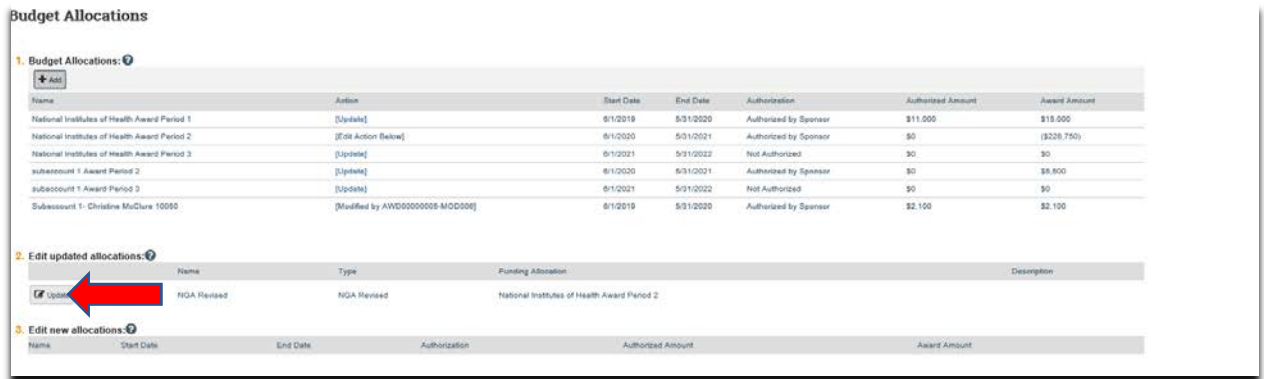 Budget Allocations
1. Budget Allocations: ?
+ Add
Name Action Start Date End Date Authorization Authorized Amount Award Amount
National Institutes of Health Award Period 1 [Update] 6/1/2019 5/31/2020 Authorized by Sponsor $11,000 $15,000
National Institutes of Health Award Period 2 [Edit Action Below] 6/1/2020 5/31/2021 Authorized by Sponsor $0 ($228,750)
National Institutes of Health Award Period 3 [Update] 6/1/2021 5/31/2022 Not Authorized $0 $0
subaccount 1 Award Period 2 [Update] 6/1/2020 5/31/2021 Authorized by Sponsor $0
subaccount 1 Award Period 3 [Update] 6/1/2021 5/31/2022 Not Authorized $0 $0
Subaccount 1- Christine McClure 10080 [Modified by AWD00000008-MOD006] 6/1/2019 5/31/2020 Authorized by Sponsor $2,100 $2,100
2. Edit updated allocations: ?
Name Type Funding Allocation Description
Update NGA Revised NGA Revised National Institutes of Health Award Period 2
3. Edit new allocations: ?
Name Start Date End Date Authorization Authorized Amount Award Amount